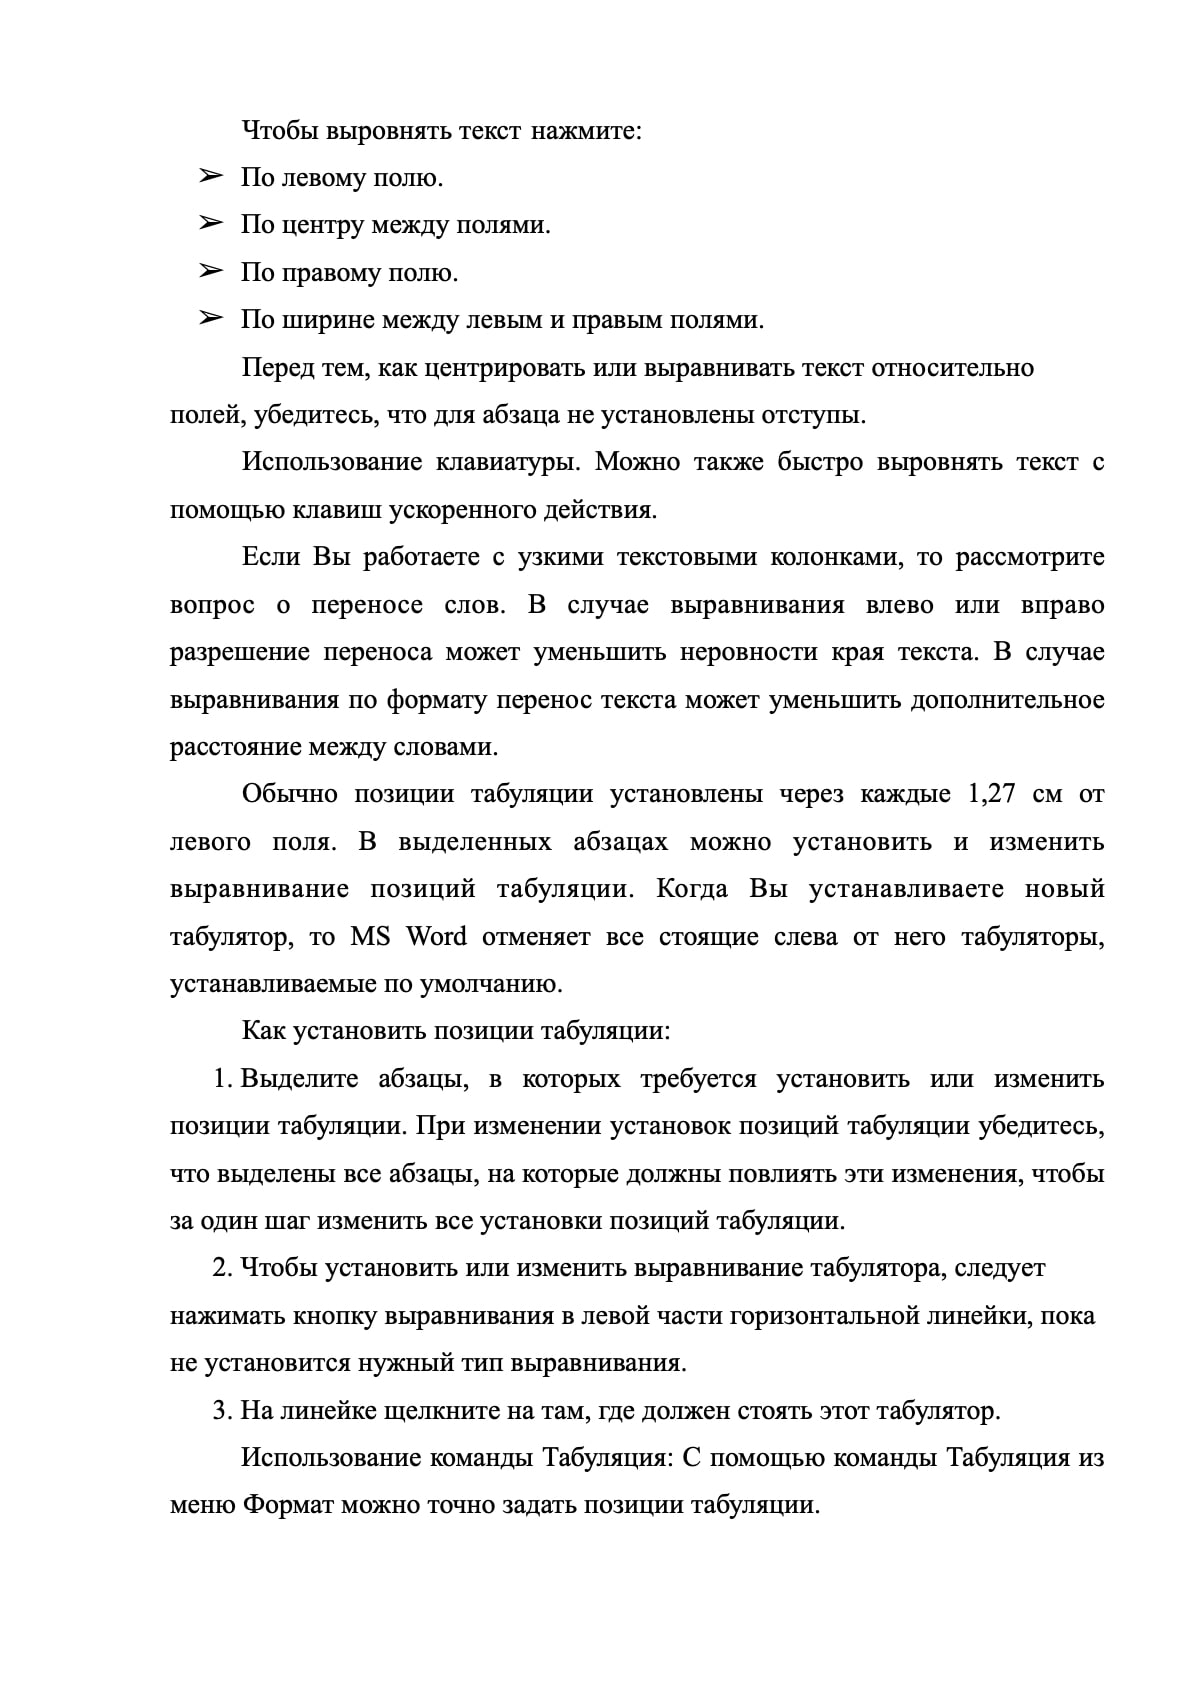 Чтобы выровнять текст нажмите:
➢ По левому полю.
➢ По центру между полями.
➢ По правому полю.
➢ По ширине между левым и правым полями.
Перед тем, как центрировать или выравнивать текст относительно
полей, убедитесь, что для абзаца не установлены отступы.
Использование клавиатуры. Можно также быстро выровнять текст с
помощью клавиш ускоренного действия.
Если Вы работаете с узкими текстовыми колонками, то рассмотрите
вопрос о переносе слов. В случае выравнивания влево или вправо
разрешение переноса может уменьшить неровности края текста. В случае
выравнивания по формату перенос текста может уменьшить дополнительное
расстояние между словами.
Обычно позиции табуляции установлены через каждые 1,27 см от
левого поля. В выделенных абзацах можно установить и изменить
выравнивание позиций табуляции. Когда Вы устанавливаете новый
табулятор, то MS Word отменяет все стоящие слева от него табуляторы,
устанавливаемые по умолчанию.
Как установить позиции табуляции:
1. Выделите абзацы, в которых требуется установить или изменить
позиции табуляции. При изменении установок позиций табуляции убедитесь,
что выделены все абзацы, на которые должны повлиять эти изменения, чтобы
за один шаг изменить все установки позиций табуляции.
2. Чтобы установить или изменить выравнивание табулятора, следует
нажимать кнопку выравнивания в левой части горизонтальной линейки, пока
не установится нужный тип выравнивания.
3. На линейке щелкните на там, где должен стоять этот табулятор.
Использование команды Табуляция: С помощью команды Табуляция из
меню Формат можно точно задать позиции табуляции.